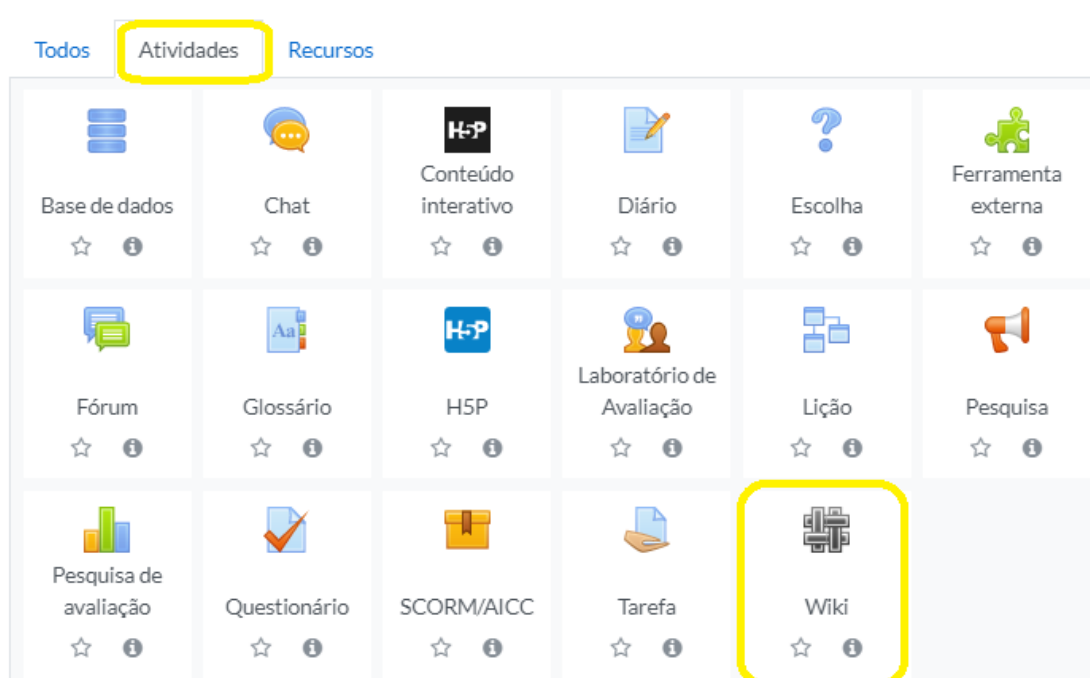 Todos Atividades Recursos
H5P
Conteúdo
interativo
Ferramenta
externa
Base de dados Chat Diário Escolha
Aa
H5P
Laboratório de
Avaliação
Fórum Glossário H5P Lição Pesquisa
Pesquisa de
avaliação
Questionário SCORM/AICC Tarefa Wiki